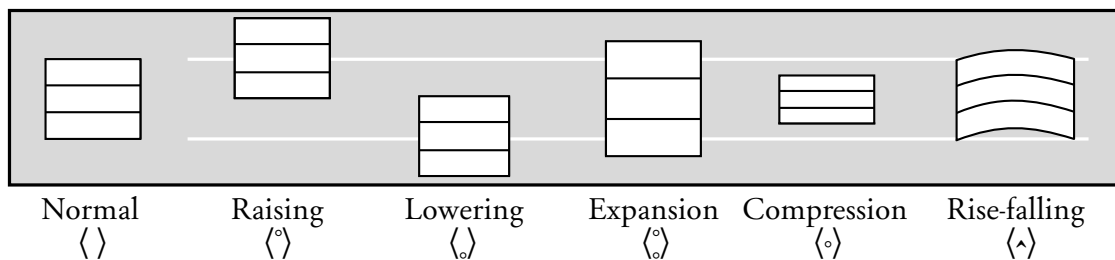 Normal Raising Lowering Expansion Compression Rise-falling
⟨ ⟩ ⟨°⟩ ⟨˳⟩ ⟨°˳⟩ ⟨∘⟩ ⟨˄⟩